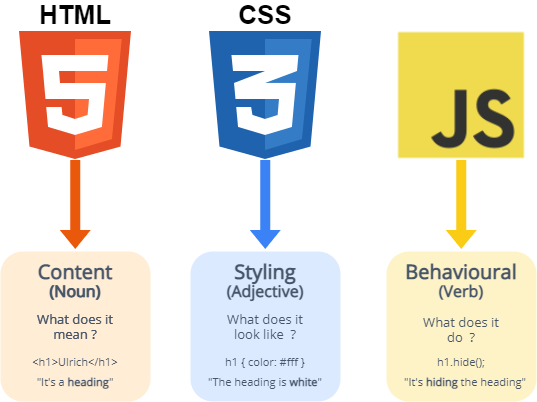 HTML
CSS
JS
Content
(Noun)
What does it
mean ?
<h1>Ulrich</h1>
"It's a heading"
Styling
(Adjective)
What does it
look like  ?
h1 { color: #fff }
"The heading is white"
Behavioural
(Verb)
What does it
do  ?
h1.hide();
"It's hiding the heading"